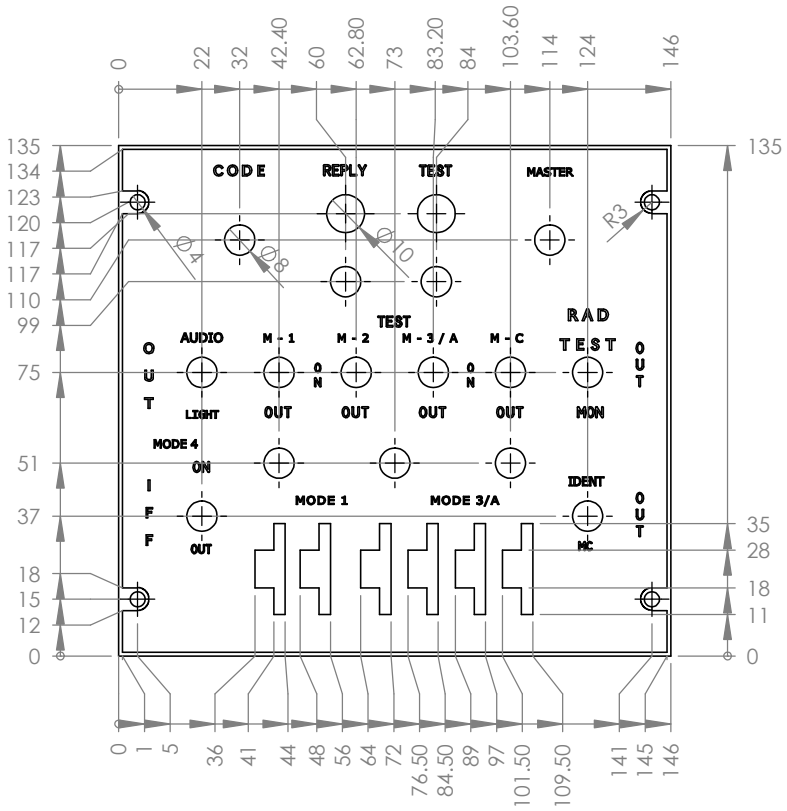 0
22
32
42.40
60
62.80
73
83.20
84
103.60
114
124
146
135
134
123
120
117
117
110
99
75
51
37
18
15
12
0
135
35
28
18
11
0
CODE
REPLY
TEST
MASTER
Ø4
Ø8
Ø10
R3
TEST
RAD
TEST
AUDIO
M - 1
M - 2
M - 3 / A
M - C
OUT
ON
ON
OUT
LIGHT
OUT
OUT
OUT
OUT
MON
MODE 4
ON
IFF
OUT
MODE 1
MODE 3/A
IDENT
MC
OUT
0
1
5
36
41
44
48
56
64
72
76.50
84.50
89
97
101.50
109.50
141
145
146